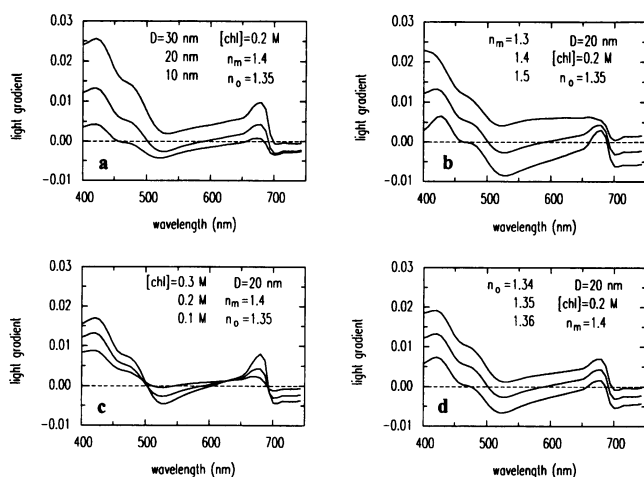 0.03
0.02
0.01
0.00
−0.01
light gradient
D=30 nm [chl]=0.2 M
20 nm n_m=1.4
10 nm n_o=1.35
a
400 500 600 700
wavelength (nm)
0.03
0.02
0.01
0.00
−0.01
light gradient
n_m=1.3 D=20 nm
1.4 [chl]=0.2 M
1.5 n_o=1.35
b
400 500 600 700
wavelength (nm)
0.03
0.02
0.01
0.00
−0.01
light gradient
[chl]=0.3 M D=20 nm
0.2 M n_m=1.4
0.1 M n_o=1.35
c
400 500 600 700
wavelength (nm)
0.03
0.02
0.01
0.00
−0.01
light gradient
n_o=1.34 D=20 nm
1.35 [chl]=0.2 M
1.36 n_m=1.4
d
400 500 600 700
wavelength (nm)